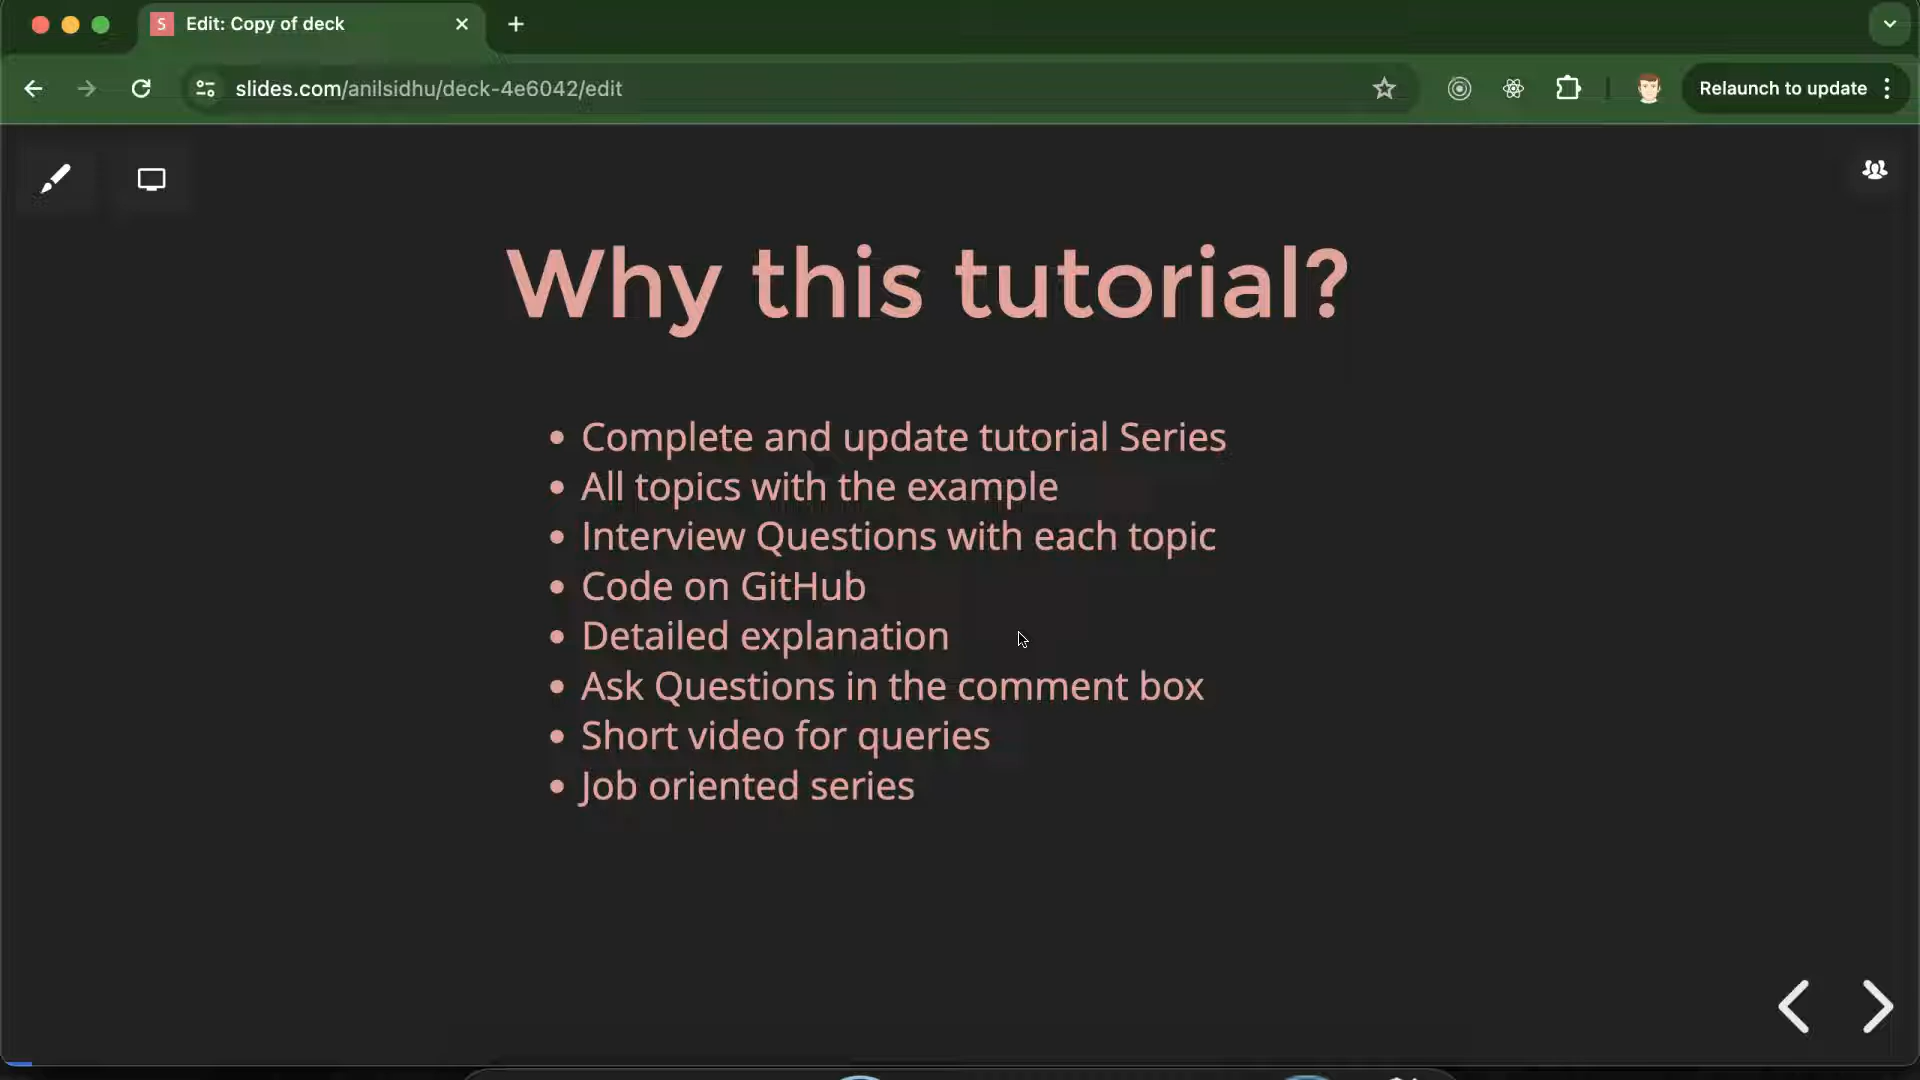 S Edit: Copy of deck
slides.com/anilsidhu/deck-4e6042/edit
Relaunch to update
Why this tutorial?
• Complete and update tutorial Series
• All topics with the example
• Interview Questions with each topic
• Code on GitHub
• Detailed explanation
• Ask Questions in the comment box
• Short video for queries
• Job oriented series